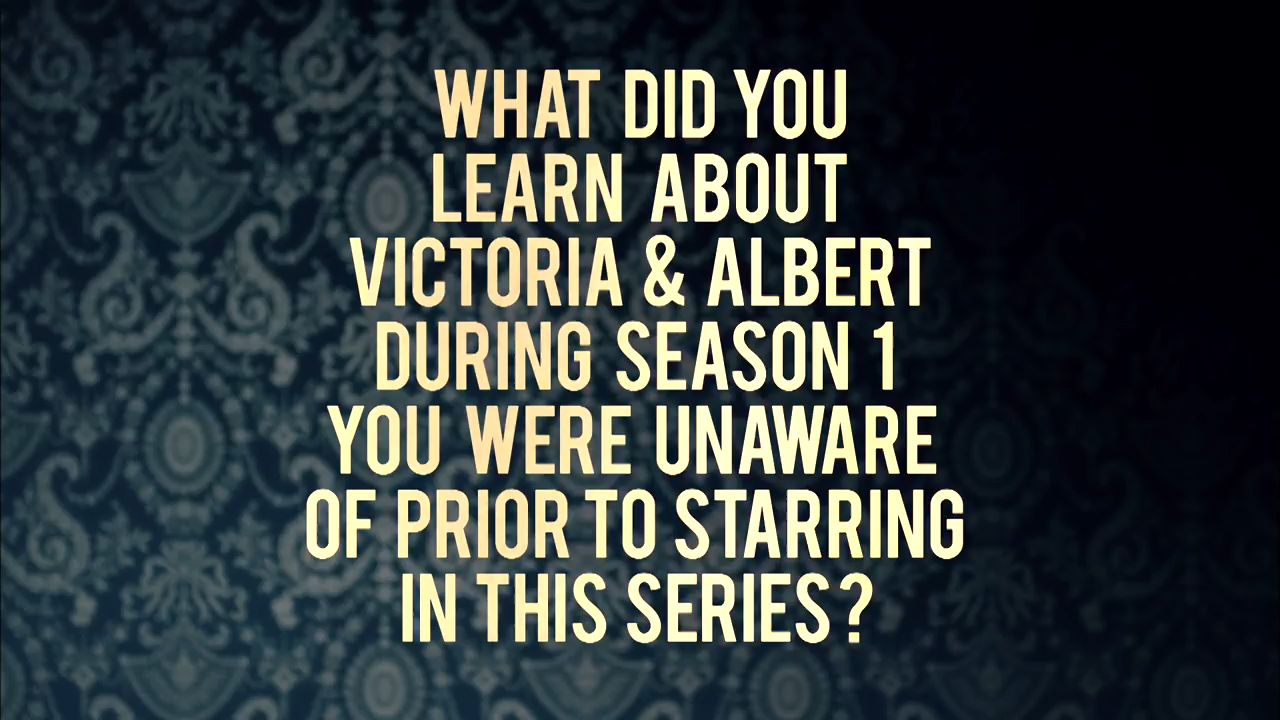 WHAT DID YOU
LEARN ABOUT
VICTORIA & ALBERT
DURING SEASON 1
YOU WERE UNAWARE
OF PRIOR TO STARRING
IN THIS SERIES?